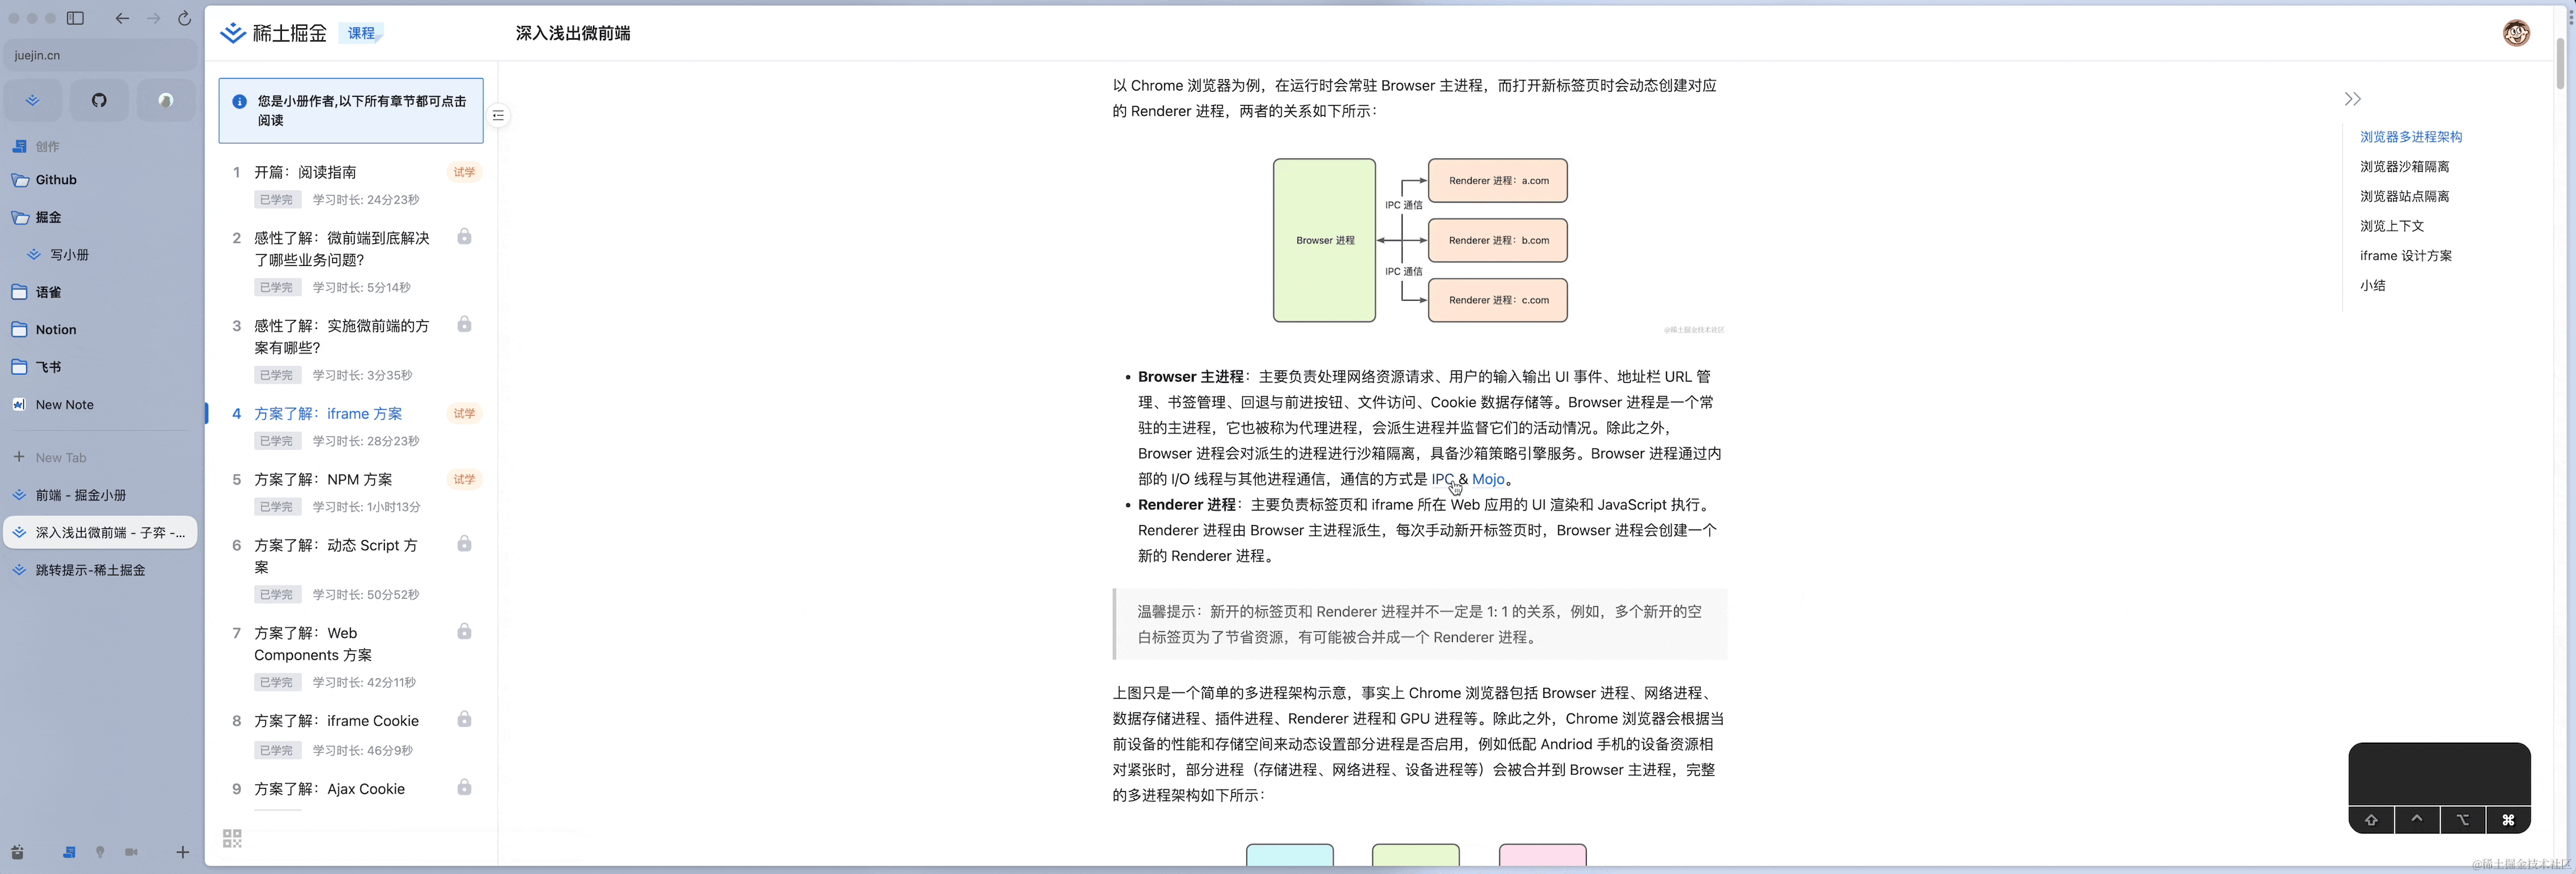 juejin.cn
创作
Github
掘金
写小册
语雀
Notion
飞书
New Note
New Tab
前端 - 掘金小册
深入浅出微前端 - 子弈 -...
跳转提示-稀土掘金
稀土掘金 课程
深入浅出微前端
您是小册作者,以下所有章节都可点击
阅读
1 开篇：阅读指南 试学
已学完 学习时长: 24分23秒
2 感性了解：微前端到底解决
了哪些业务问题?
已学完 学习时长: 5分14秒
3 感性了解：实施微前端的方
案有哪些?
已学完 学习时长: 3分35秒
4 方案了解：iframe 方案 试学
已学完 学习时长: 28分23秒
5 方案了解：NPM 方案 试学
已学完 学习时长: 1小时13分
6 方案了解：动态 Script 方
案
已学完 学习时长: 50分52秒
7 方案了解：Web
Components 方案
已学完 学习时长: 42分11秒
8 方案了解：iframe Cookie
已学完 学习时长: 46分9秒
9 方案了解：Ajax Cookie
以 Chrome 浏览器为例，在运行时会常驻 Browser 主进程，而打开新标签页时会动态创建对应
的 Renderer 进程，两者的关系如下所示：
Browser 进程
IPC 通信
IPC 通信
Renderer 进程：a.com
Renderer 进程：b.com
Renderer 进程：c.com
@稀土掘金技术社区
• Browser 主进程：主要负责处理网络资源请求、用户的输入输出 UI 事件、地址栏 URL 管
理、书签管理、回退与前进按钮、文件访问、Cookie 数据存储等。Browser 进程是一个常
驻的主进程，它也被称为代理进程，会派生进程并监督它们的活动情况。除此之外，
Browser 进程会对派生的进程进行沙箱隔离，具备沙箱策略引擎服务。Browser 进程通过内
部的 I/O 线程与其他进程通信，通信的方式是 IPC & Mojo。
• Renderer 进程：主要负责标签页和 iframe 所在 Web 应用的 UI 渲染和 JavaScript 执行。
Renderer 进程由 Browser 主进程派生，每次手动新开标签页时，Browser 进程会创建一个
新的 Renderer 进程。
温馨提示：新开的标签页和 Renderer 进程并不一定是 1: 1 的关系，例如，多个新开的空
白标签页为了节省资源，有可能被合并成一个 Renderer 进程。
上图只是一个简单的多进程架构示意，事实上 Chrome 浏览器包括 Browser 进程、网络进程、
数据存储进程、插件进程、Renderer 进程和 GPU 进程等。除此之外，Chrome 浏览器会根据当
前设备的性能和存储空间来动态设置部分进程是否启用，例如低配 Andriod 手机的设备资源相
对紧张时，部分进程（存储进程、网络进程、设备进程等）会被合并到 Browser 主进程，完整
的多进程架构如下所示：
浏览器多进程架构
浏览器沙箱隔离
浏览器站点隔离
浏览上下文
iframe 设计方案
小结
@稀土掘金技术社区